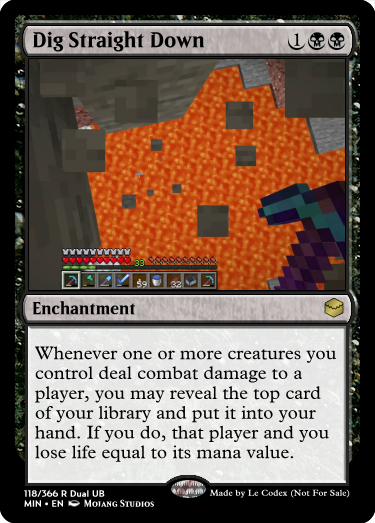 Dig Straight Down 1
33
59 32
Enchantment
Whenever one or more creatures you
control deal combat damage to a
player, you may reveal the top card
of your library and put it into your
hand. If you do, that player and you
lose life equal to its mana value.
118/366 R Dual UB
MIN • EN Mojang Studios
Made by Le Codex (Not For Sale)